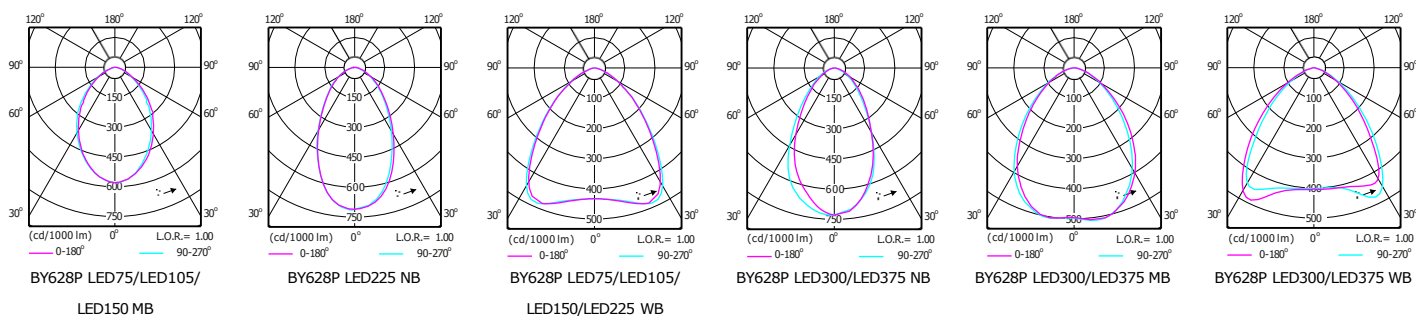 120° 180° 120°
90° 90°
150
60° 300 60°
450
600
30° 750 30°
(cd/1000 lm) 0° L.O.R.= 1.00
0-180° 90-270°
BY628P LED75/LED105/
LED150 MB
120° 180° 120°
90° 90°
150
60° 300 60°
450
600
30° 750 30°
(cd/1000 lm) 0° L.O.R.= 1.00
0-180° 90-270°
BY628P LED225 NB
120° 180° 120°
90° 90°
100
60° 200 60°
300
400
30° 500 30°
(cd/1000 lm) 0° L.O.R.= 1.00
0-180° 90-270°
BY628P LED75/LED105/
LED150/LED225 WB
120° 180° 120°
90° 90°
150
60° 300 60°
450
600
30° 750 30°
(cd/1000 lm) 0° L.O.R.= 1.00
0-180° 90-270°
BY628P LED300/LED375 NB
120° 180° 120°
90° 90°
100
60° 200 60°
300
400
30° 500 30°
(cd/1000 lm) 0° L.O.R.= 1.00
0-180° 90-270°
BY628P LED300/LED375 MB
120° 180° 120°
90° 90°
100
60° 200 60°
300
400
30° 500 30°
(cd/1000 lm) 0° L.O.R.= 1.00
0-180° 90-270°
BY628P LED300/LED375 WB